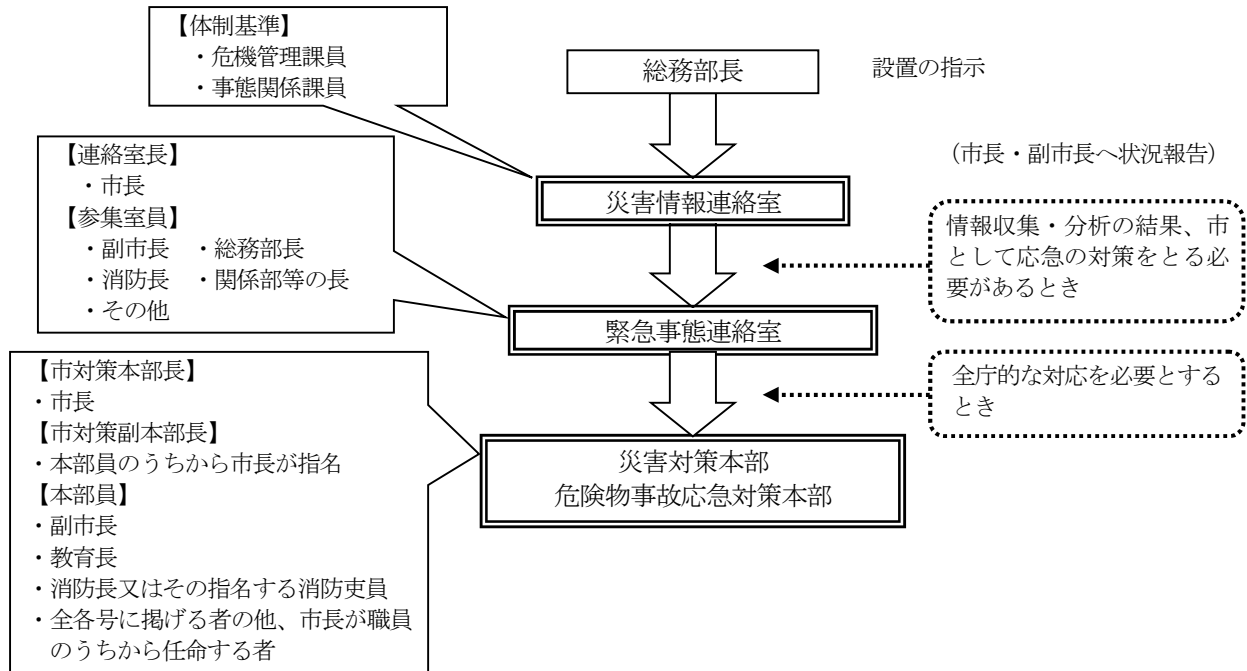 【体制基準】
・危機管理課員
・事態関係課員
総務部長
設置の指示
(市長・副市長へ状況報告)
災害情報連絡室
【連絡室長】
・市長
【参集室員】
・副市長　・総務部長
・消防長　・関係部等の長
・その他
情報収集・分析の結果、市
として応急の対策をとる必
要があるとき
緊急事態連絡室
全庁的な対応を必要とする
とき
【市対策本部長】
・市長
【市対策副本部長】
・本部員のうちから市長が指名
【本部員】
・副市長
・教育長
・消防長又はその指名する消防吏員
・全各号に掲げる者の他、市長が職員
のうちから任命する者
災害対策本部
危険物事故応急対策本部